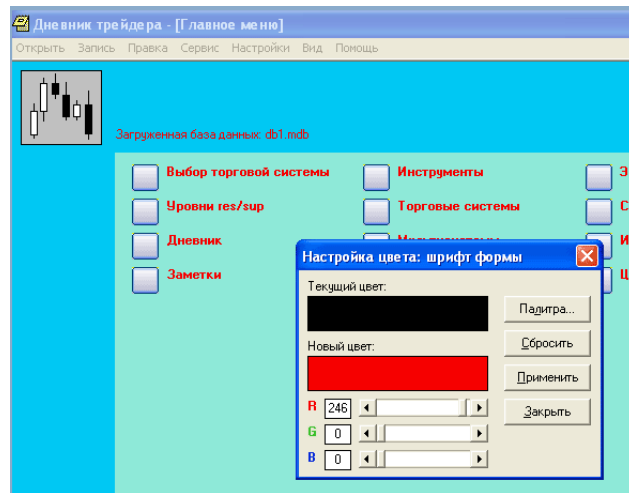 Дневник трейдера - [Главное меню]
Открыть Запись Правка Сервис Настройки Вид Помощь
Загруженная база данных: db1.mdb
Выбор торговой системы Инструменты Э
Уровни res/sup Торговые системы С
Дневник И
Заметки Ц
Настройка цвета: шрифт формы
Текущий цвет:
Палитра...
Новый цвет:
Сбросить
Применить
R 246
Закрыть
G 0
B 0